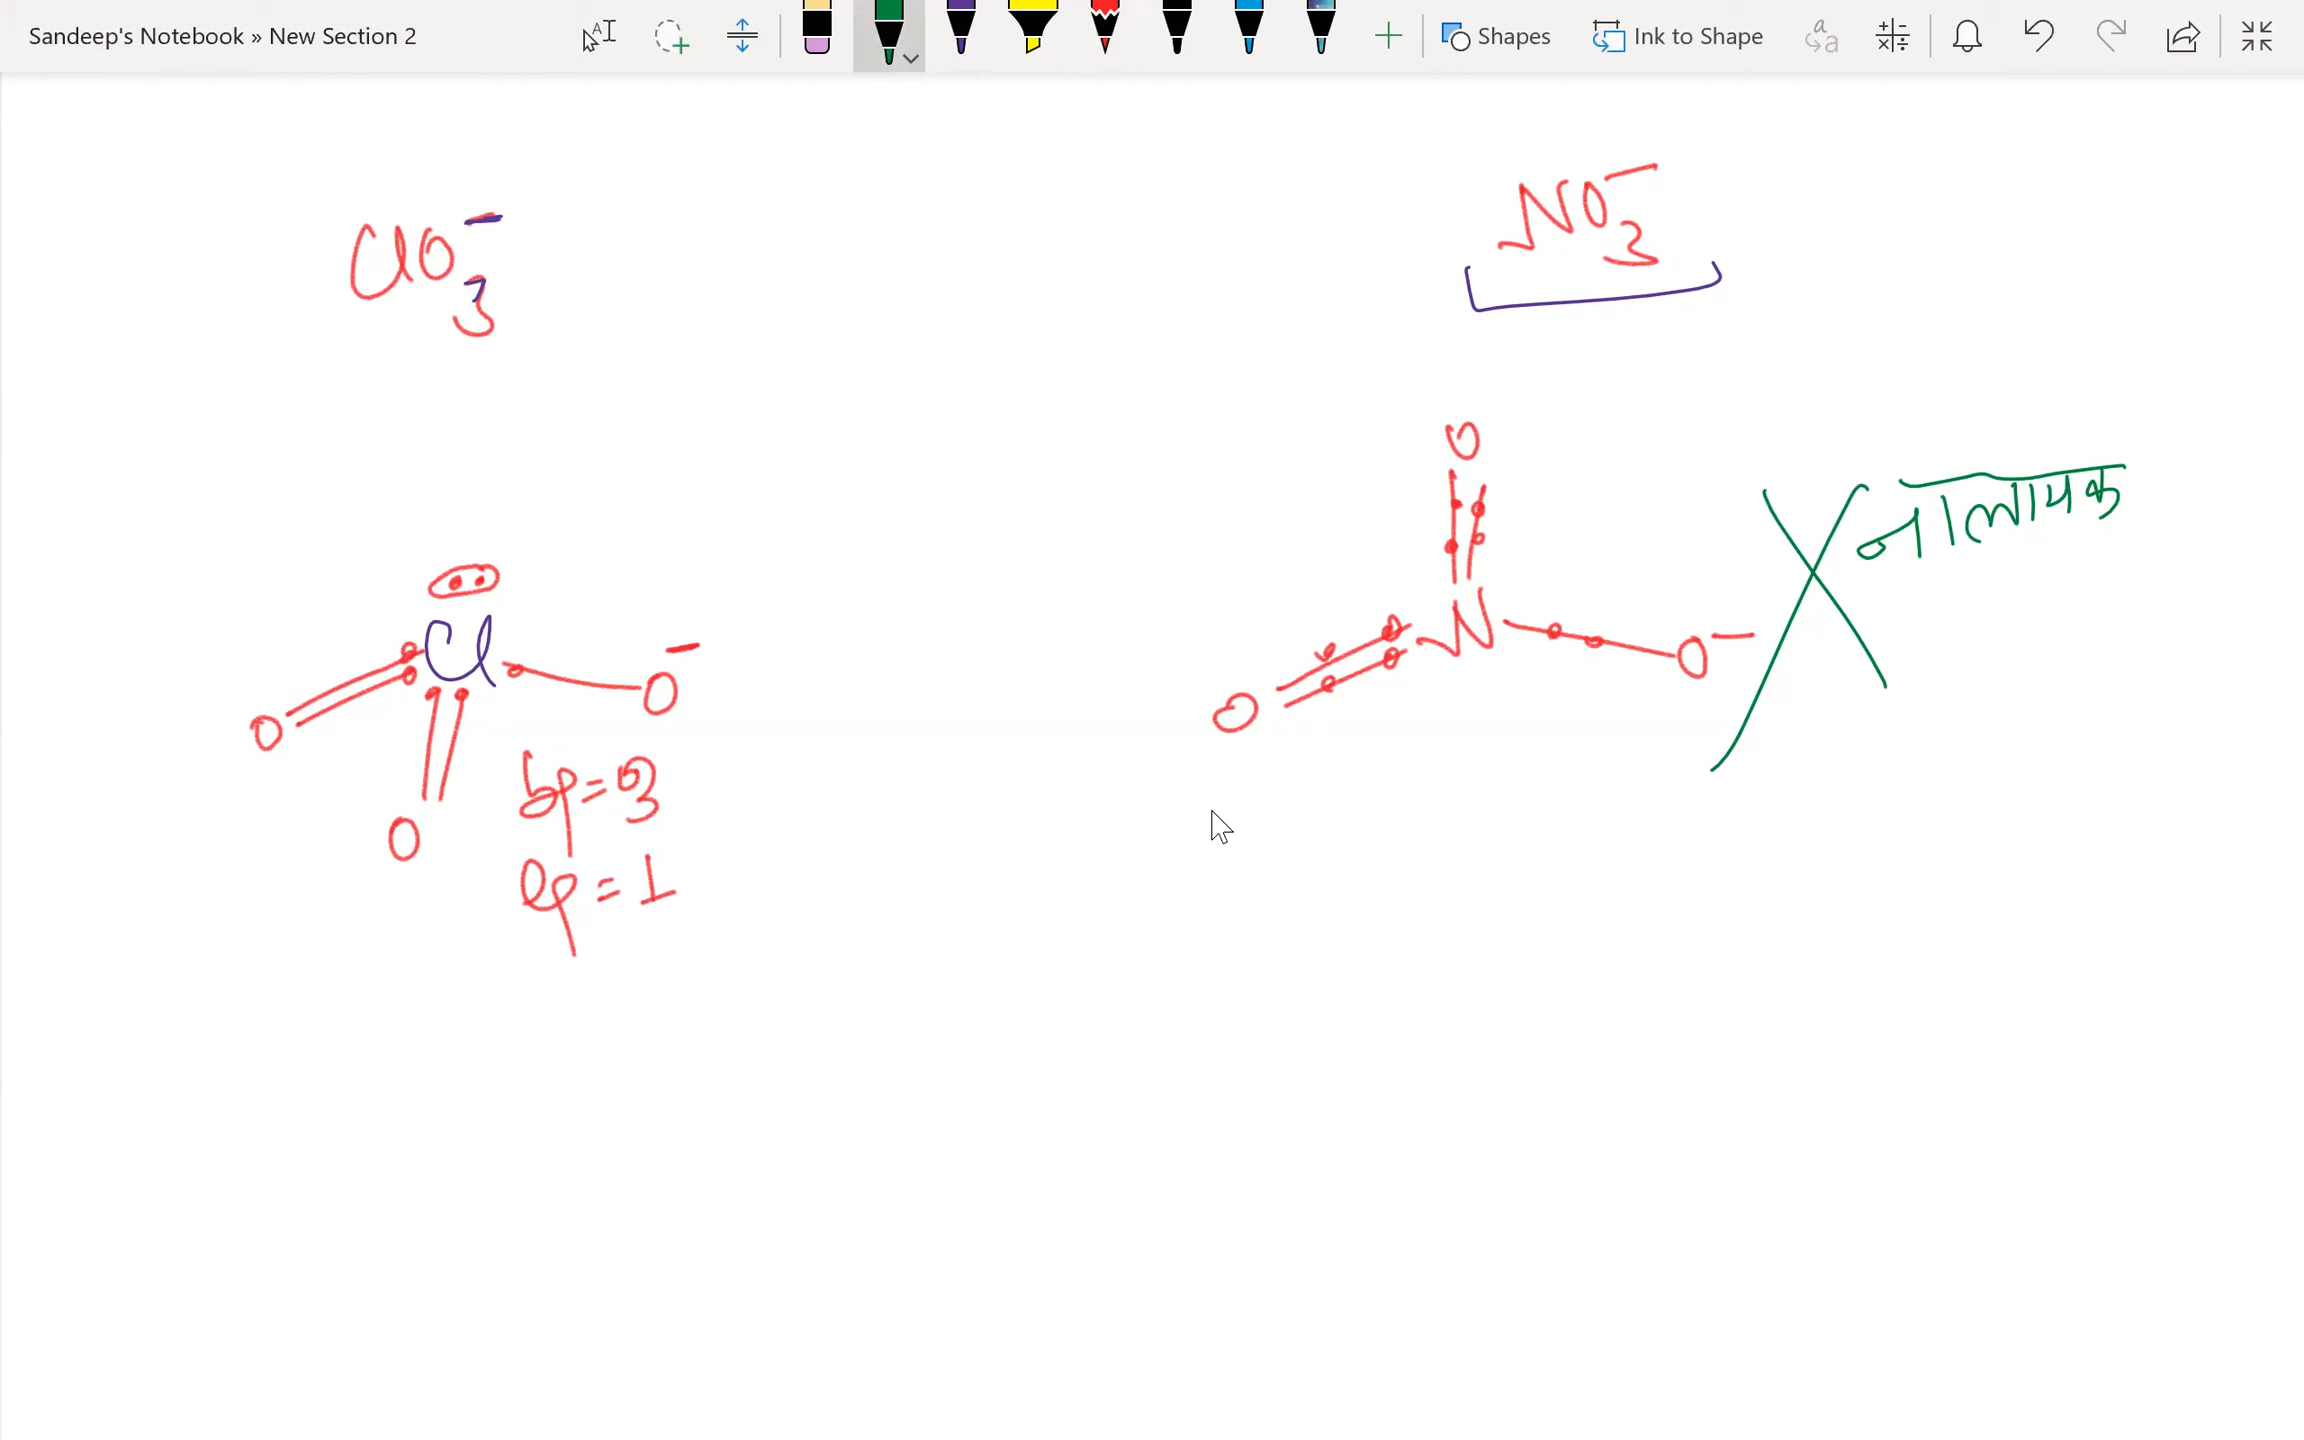 Sandeep's Notebook » New Section 2
Shapes
Ink to Shape
ClO₃⁻
NO₃⁻
O
Cl
O
O⁻
O
bp = 3
lp = 1
N
O
O⁻
नालायक